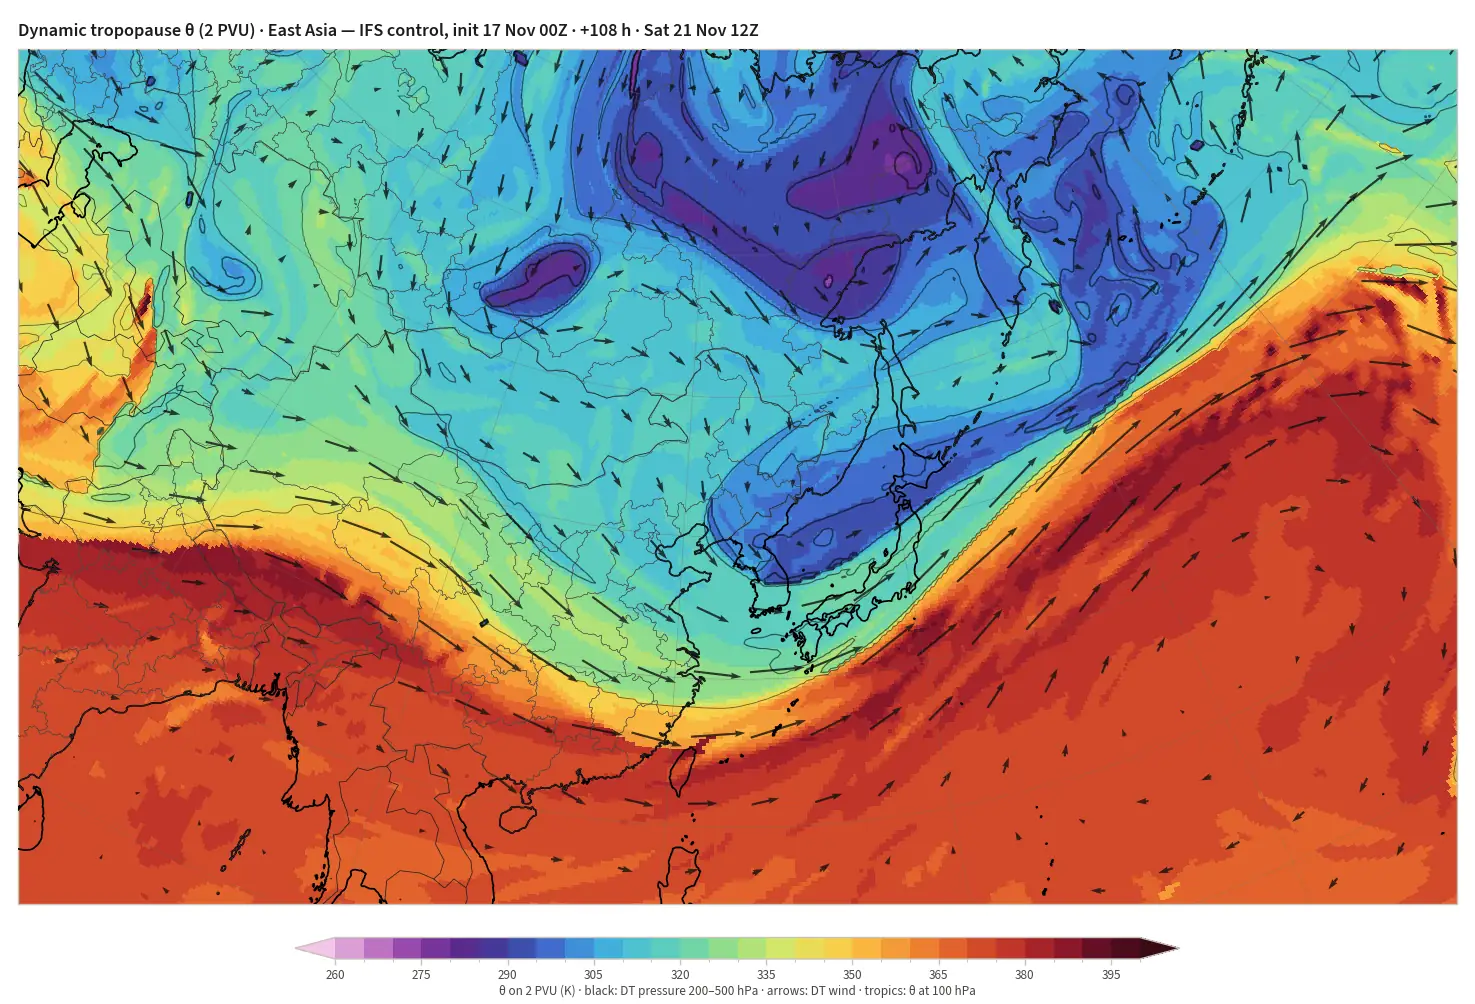 Dynamic tropopause θ (2 PVU) · East Asia — IFS control, init 17 Nov 00Z · +108 h · Sat 21 Nov 12Z
260 275 290 305 320 335 350 365 380 395
θ on 2 PVU (K) · black: DT pressure 200–500 hPa · arrows: DT wind · tropics: θ at 100 hPa